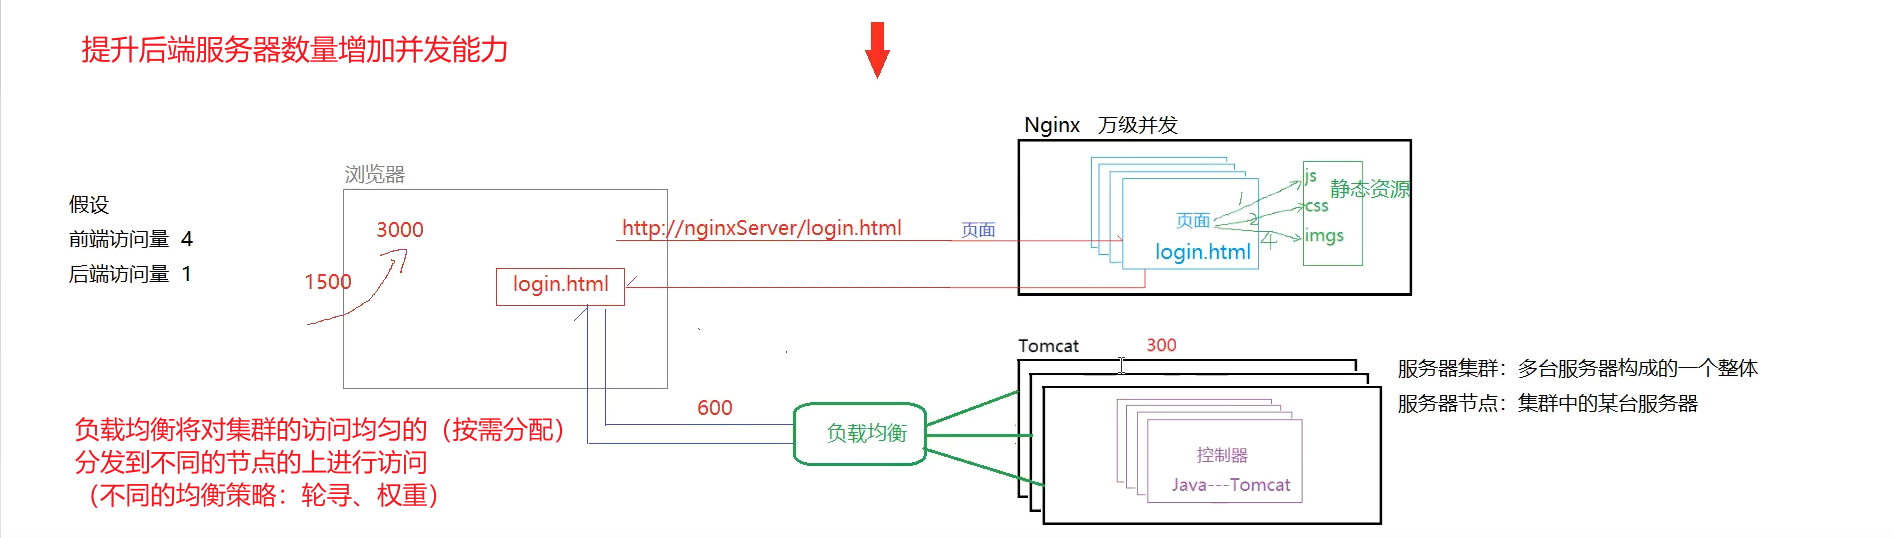 提升后端服务器数量增加并发能力
Nginx 万级并发
浏览器
假设
前端访问量 4
后端访问量 1
3000
1500
http://nginxServer/login.html
页面
login.html
页面
login.html
1
2
4
js
css
imgs
静态资源
Tomcat
300
服务器集群：多台服务器构成的一个整体
服务器节点：集群中的某台服务器
600
负载均衡
控制器
Java---Tomcat
负载均衡将对集群的访问均匀的（按需分配）
分发到不同的节点的上进行访问
（不同的均衡策略：轮寻、权重）